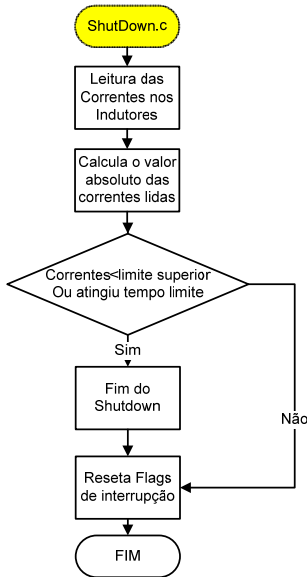 ShutDown.c
Leitura das
Correntes nos
Indutores
Calcula o valor
absoluto das
correntes lidas
Correntes<limite superior
Ou atingiu tempo limite
Sim
Não
Fim do
Shutdown
Reseta Flags
de interrupção
FIM